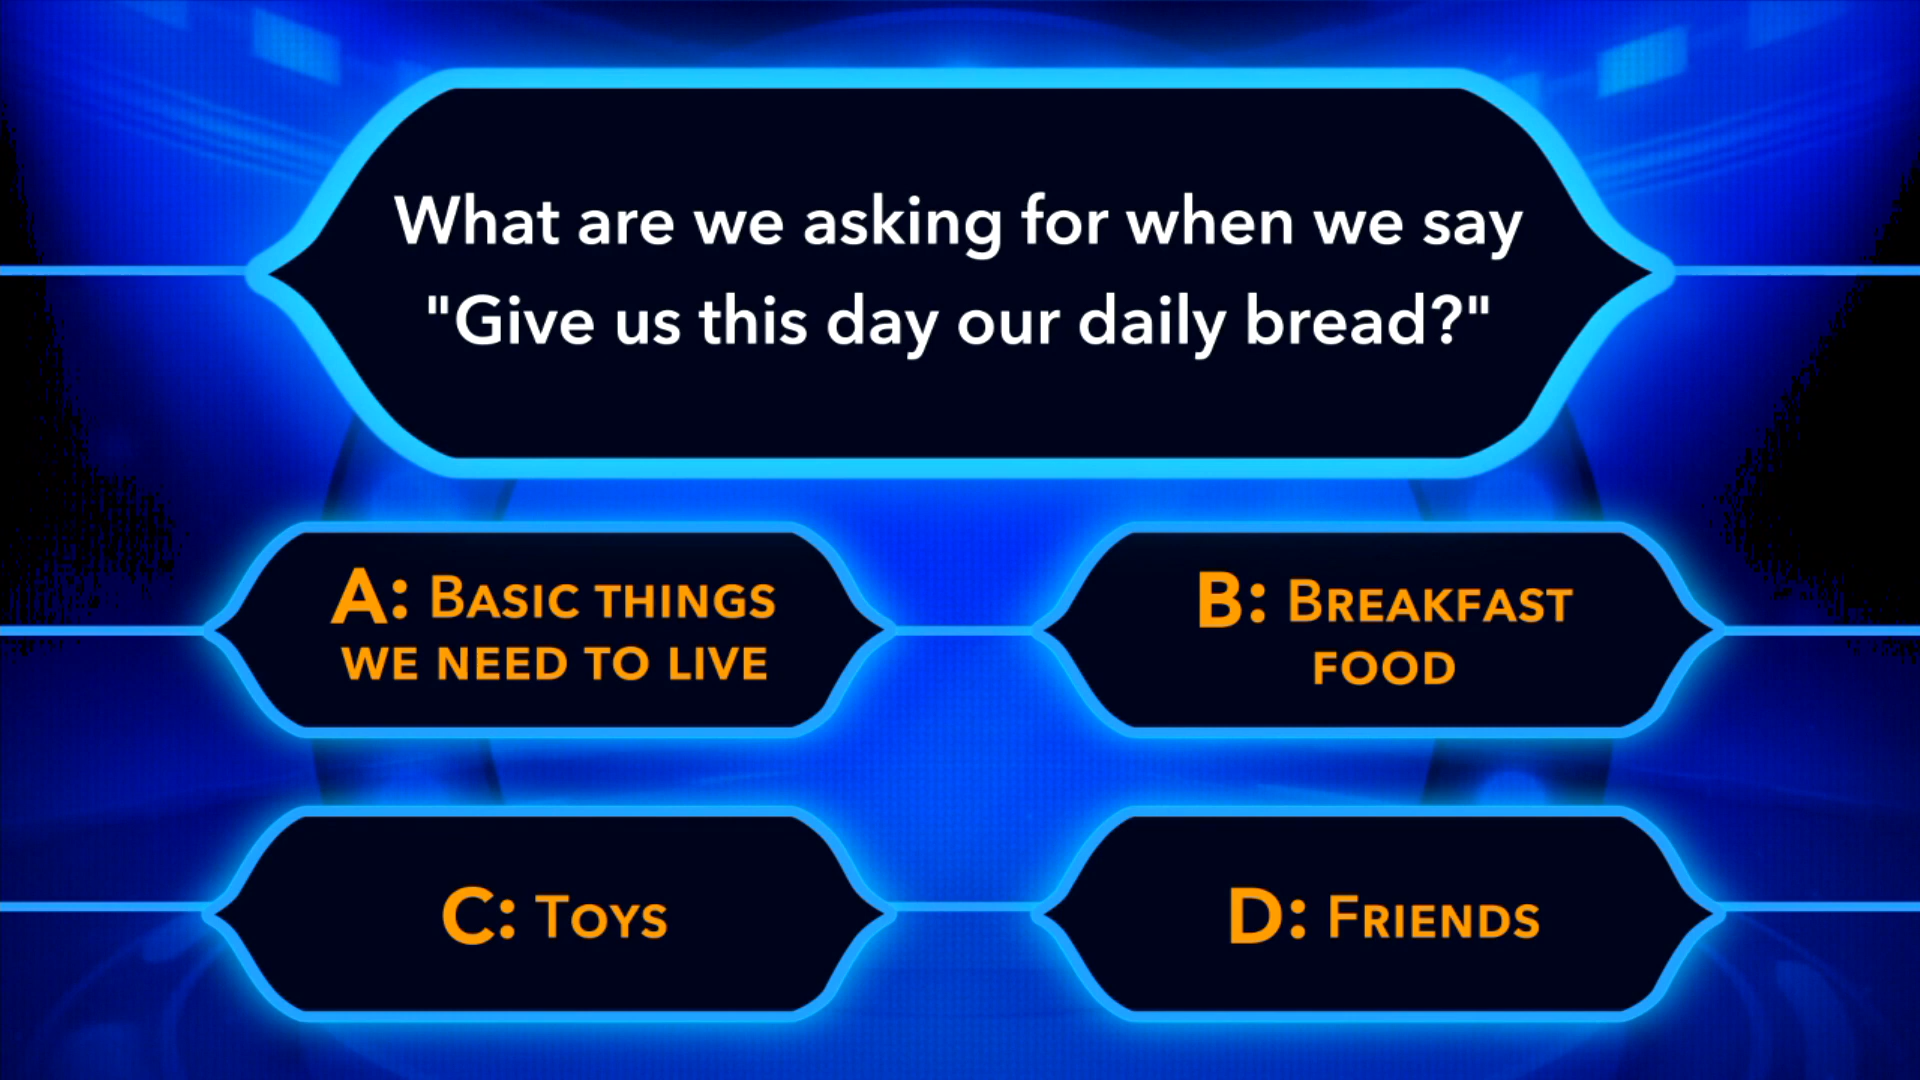 What are we asking for when we say
"Give us this day our daily bread?"
A: Basic things
we need to live
B: Breakfast
food
C: Toys
D: Friends